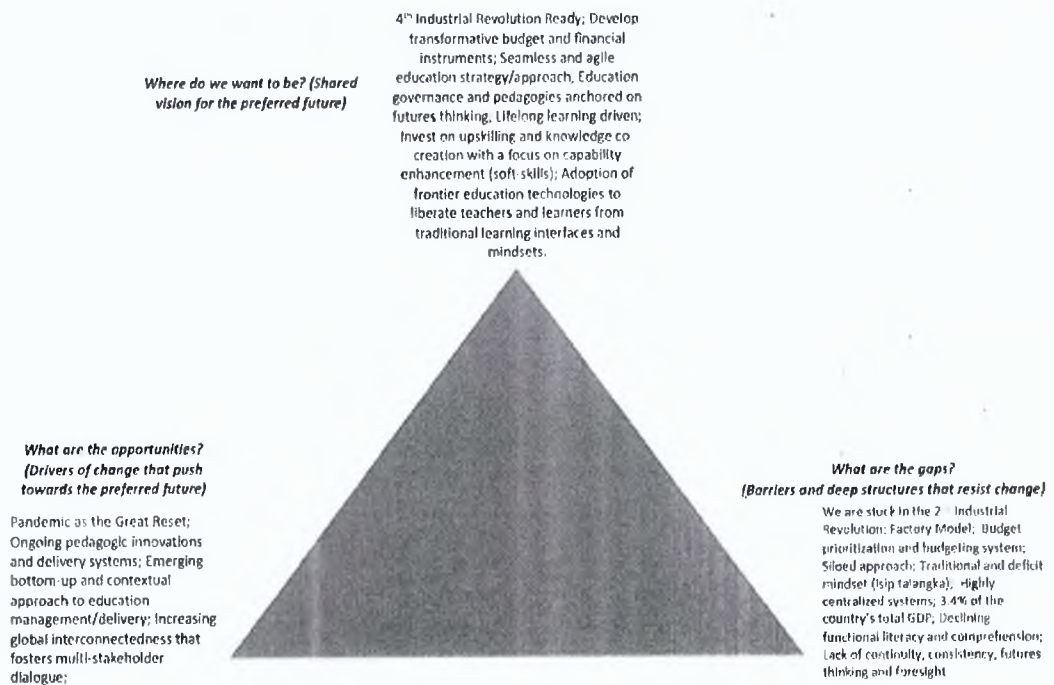 4th Industrial Revolution Ready; Develop
transformative budget and financial
instruments; Seamless and agile
education strategy/approach, Education
governance and pedagogies anchored on
futures thinking, Lifelong learning driven;
Invest on upskilling and knowledge co
creation with a focus on capability
enhancement (soft-skills); Adoption of
frontier education technologies to
liberate teachers and learners from
traditional learning interfaces and
mindsets.
Where do we want to be? (Shared
vision for the preferred future)
What are the opportunities?
(Drivers of change that push
towards the preferred future)
Pandemic as the Great Reset;
Ongoing pedagogic innovations
and delivery systems; Emerging
bottom-up and contextual
approach to education
management/delivery; Increasing
global interconnectedness that
fosters multi-stakeholder
dialogue;
What are the gaps?
(Barriers and deep structures that resist change)
We are stuck in the 2 Industrial
Revolution; Factory Model; Budget
prioritization and budgeting system;
Siloed approach; Traditional and deficit
mindset (isip talangka); Highly
centralized systems; 3.4% of the
country's total GDP; Declining
functional literacy and comprehension;
Lack of continuity, consistency, futures
thinking and foresight